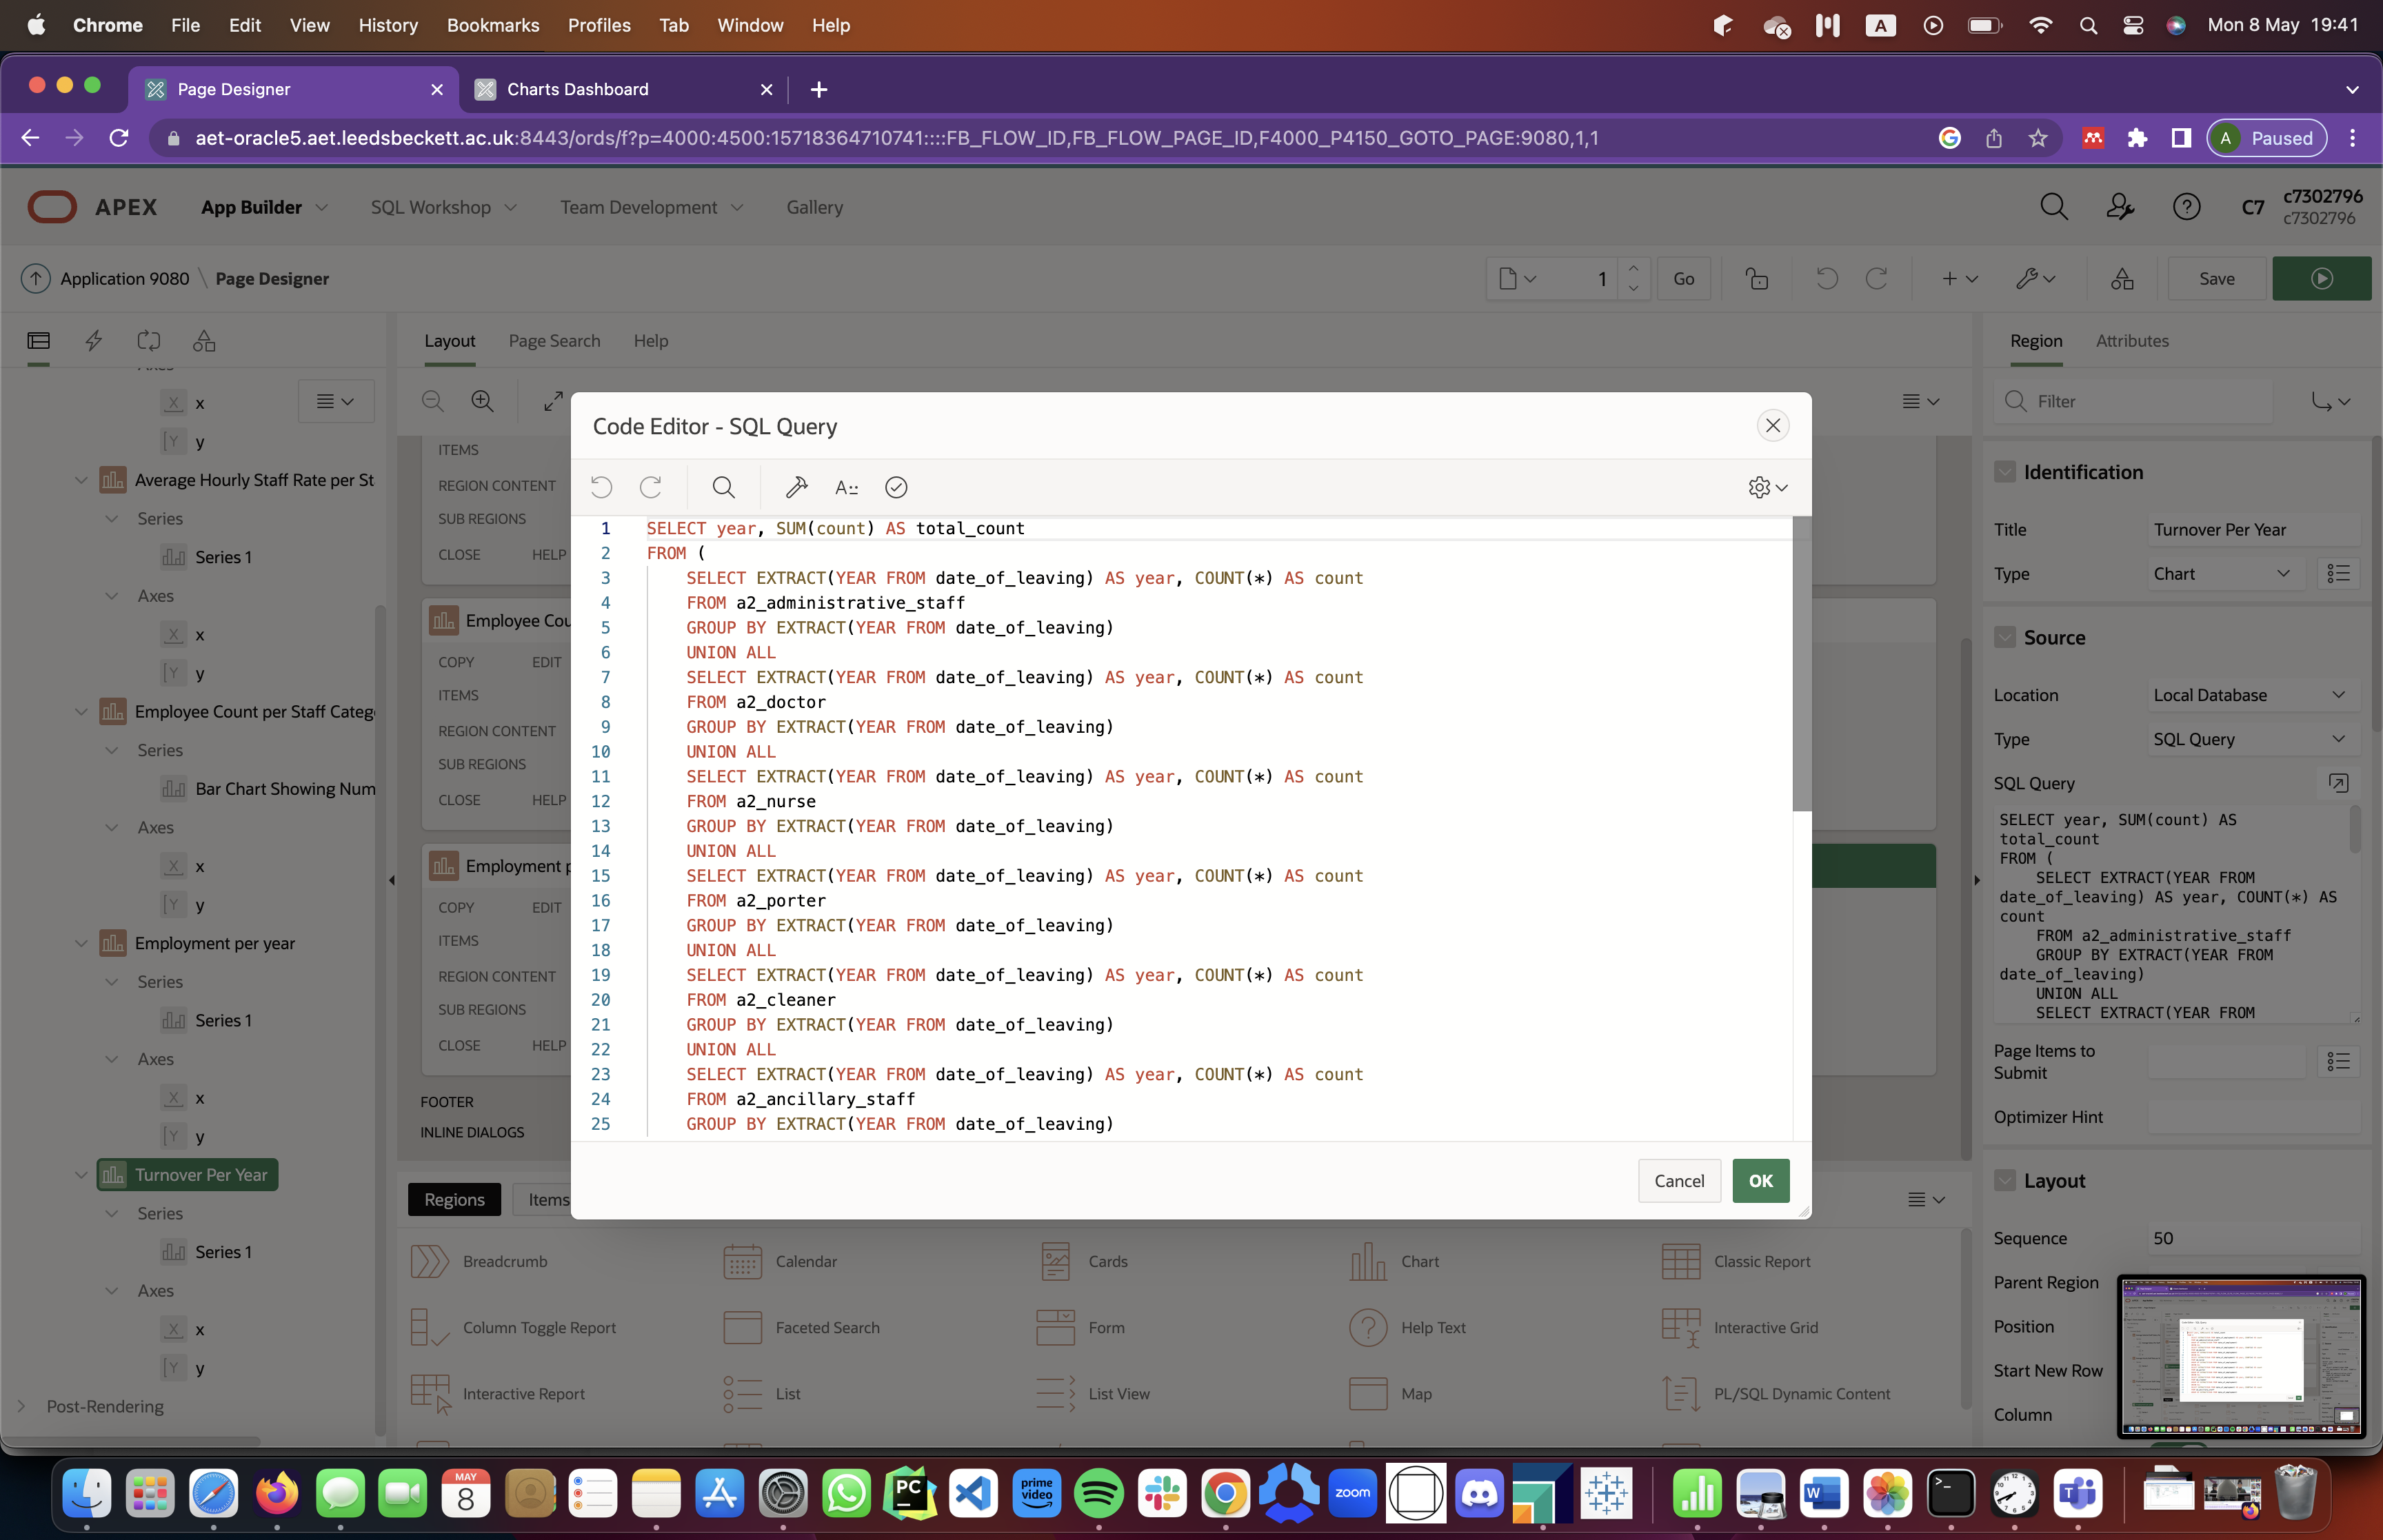 Chrome File Edit View History Bookmarks Profiles Tab Window Help
A
Mon 8 May 19:41
Page Designer
Charts Dashboard
aet-oracle5.aet.leedsbeckett.ac.uk:8443/ords/f?p=4000:4500:15718364710741::::FB_FLOW_ID,FB_FLOW_PAGE_ID,F4000_P4150_GOTO_PAGE:9080,1,1
A Paused
APEX App Builder SQL Workshop Team Development Gallery
C7 c7302796
c7302796
Application 9080 \ Page Designer
1 Go Save
Layout Page Search Help
Region Attributes
Axes
x
y
Average Hourly Staff Rate per St
Series
Series 1
Axes
x
y
Employee Count per Staff Catego
Series
Bar Chart Showing Num
Axes
x
y
Employment per year
Series
Series 1
Axes
x
y
Turnover Per Year
Series
Series 1
Axes
x
y
Post-Rendering
ITEMS
REGION CONTENT
SUB REGIONS
CLOSE HELP
Employee Cou
COPY EDIT
ITEMS
REGION CONTENT
SUB REGIONS
CLOSE HELP
Employment p
COPY EDIT
ITEMS
REGION CONTENT
SUB REGIONS
CLOSE HELP
FOOTER
INLINE DIALOGS
Code Editor - SQL Query
1 SELECT year, SUM(count) AS total_count
2 FROM (
3 SELECT EXTRACT(YEAR FROM date_of_leaving) AS year, COUNT(*) AS count
4 FROM a2_administrative_staff
5 GROUP BY EXTRACT(YEAR FROM date_of_leaving)
6 UNION ALL
7 SELECT EXTRACT(YEAR FROM date_of_leaving) AS year, COUNT(*) AS count
8 FROM a2_doctor
9 GROUP BY EXTRACT(YEAR FROM date_of_leaving)
10 UNION ALL
11 SELECT EXTRACT(YEAR FROM date_of_leaving) AS year, COUNT(*) AS count
12 FROM a2_nurse
13 GROUP BY EXTRACT(YEAR FROM date_of_leaving)
14 UNION ALL
15 SELECT EXTRACT(YEAR FROM date_of_leaving) AS year, COUNT(*) AS count
16 FROM a2_porter
17 GROUP BY EXTRACT(YEAR FROM date_of_leaving)
18 UNION ALL
19 SELECT EXTRACT(YEAR FROM date_of_leaving) AS year, COUNT(*) AS count
20 FROM a2_cleaner
21 GROUP BY EXTRACT(YEAR FROM date_of_leaving)
22 UNION ALL
23 SELECT EXTRACT(YEAR FROM date_of_leaving) AS year, COUNT(*) AS count
24 FROM a2_ancillary_staff
25 GROUP BY EXTRACT(YEAR FROM date_of_leaving)
Cancel OK
Regions Items
Breadcrumb Calendar Cards Chart Classic Report
Column Toggle Report Faceted Search Form Help Text Interactive Grid
Interactive Report List List View Map PL/SQL Dynamic Content
Filter
Identification
Title Turnover Per Year
Type Chart
Source
Location Local Database
Type SQL Query
SQL Query
SELECT year, SUM(count) AS
total_count
FROM (
SELECT EXTRACT(YEAR FROM
date_of_leaving) AS year, COUNT(*) AS
count
FROM a2_administrative_staff
GROUP BY EXTRACT(YEAR FROM
date_of_leaving)
UNION ALL
SELECT EXTRACT(YEAR FROM
Page Items to
Submit
Optimizer Hint
Layout
Sequence 50
Parent Region
Position
Start New Row
Column
MAY
8
PC
prime
video
zoom
W
T